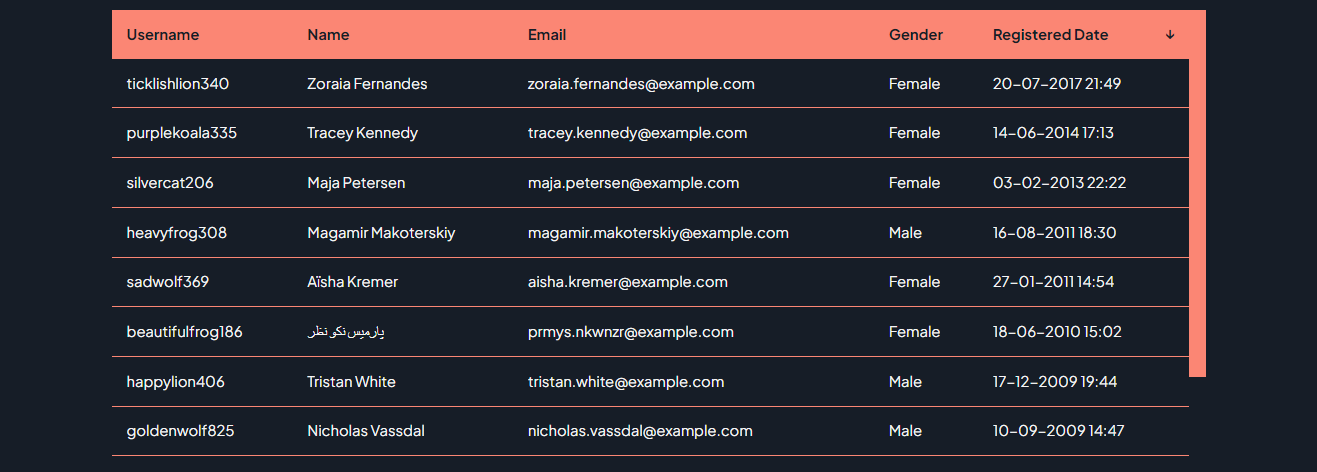 Username Name Email Gender Registered Date ↓
ticklishlion340 Zoraia Fernandes zoraia.fernandes@example.com Female 20-07-2017 21:49
purplekoala335 Tracey Kennedy tracey.kennedy@example.com Female 14-06-2014 17:13
silvercat206 Maja Petersen maja.petersen@example.com Female 03-02-2013 22:22
heavyfrog308 Magamir Makoterskiy magamir.makoterskiy@example.com Male 16-08-2011 18:30
sadwolf369 Aïsha Kremer aisha.kremer@example.com Female 27-01-2011 14:54
beautifulfrog186 پارمیس نكو نظر prmys.nkwnzr@example.com Female 18-06-2010 15:02
happylion406 Tristan White tristan.white@example.com Male 17-12-2009 19:44
goldenwolf825 Nicholas Vassdal nicholas.vassdal@example.com Male 10-09-2009 14:47